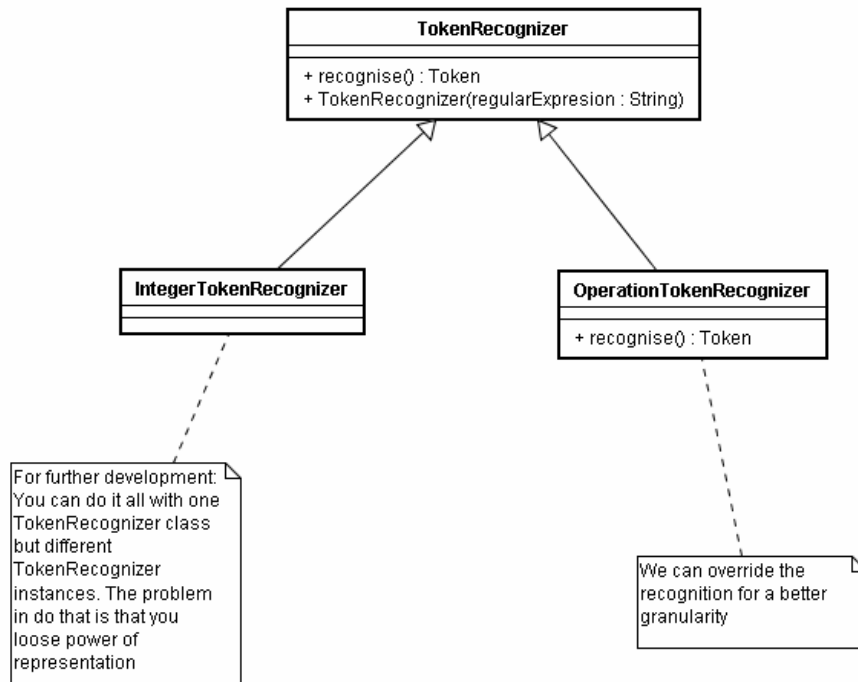 TokenRecognizer
+ recognise() : Token
+ TokenRecognizer(regularExpresion : String)
IntegerTokenRecognizer
OperationTokenRecognizer
+ recognise() : Token
For further development:
You can do it all with one
TokenRecognizer class
but different
TokenRecognizer
instances. The problem
in do that is that you
loose power of
representation
We can override the
recognition for a better
granularity